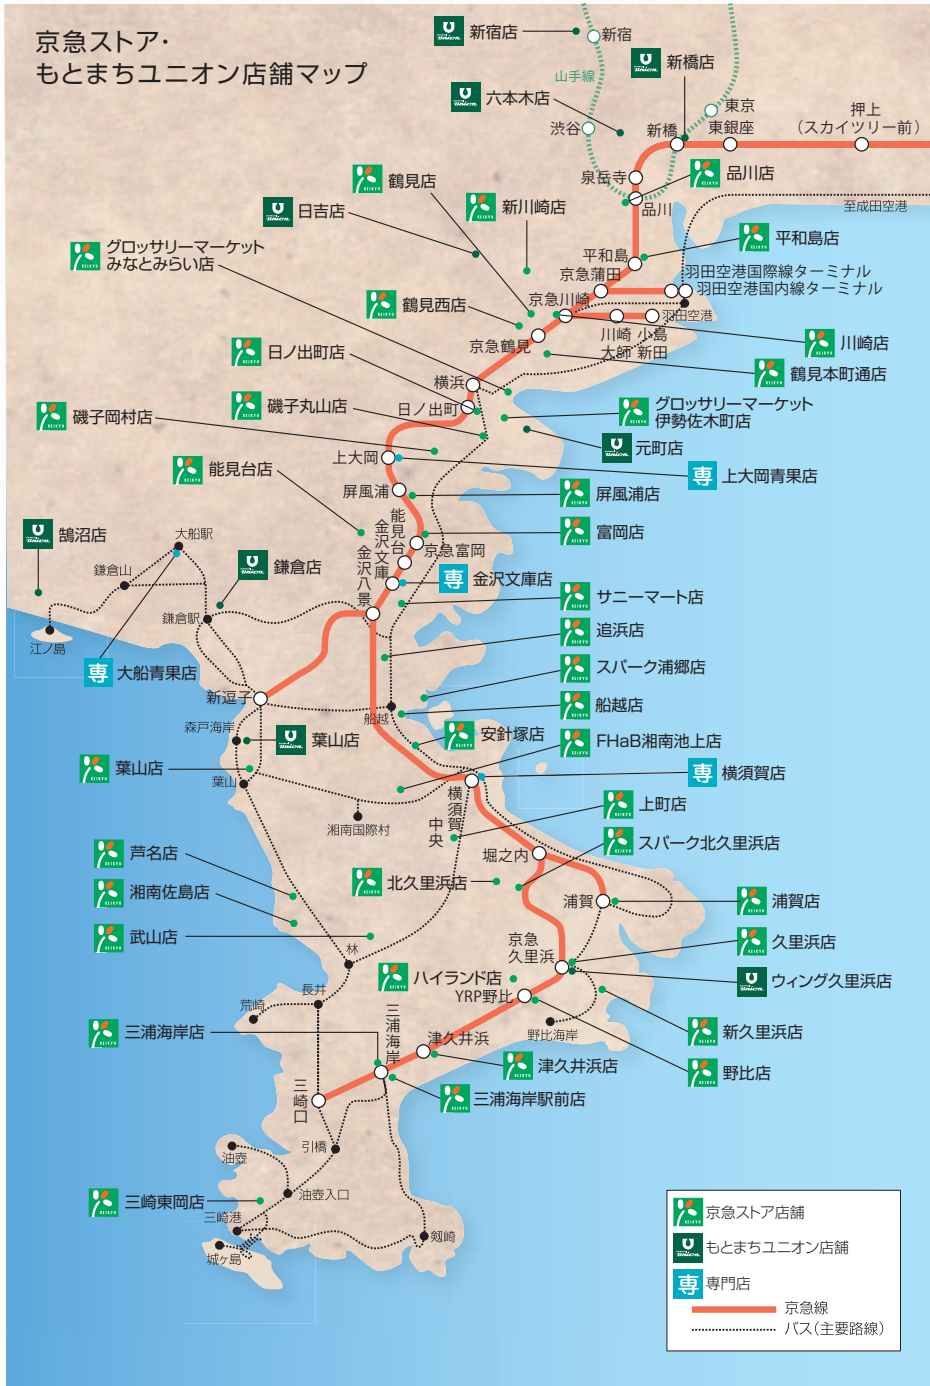 京急ストア・
もとまちユニオン店舗マップ
新宿店
新宿
新橋店
山手線
六本木店
東京
渋谷
新橋
東銀座
押上
（スカイツリー前）
泉岳寺
品川店
鶴見店
新川崎店
品川
至成田空港
日吉店
平和島店
グロッサリーマーケット
みなとみらい店
平和島
京急蒲田
羽田空港国際線ターミナル
羽田空港国内線ターミナル
鶴見西店
京急川崎
羽田空港
川崎大師
小島新田
川崎店
京急鶴見
日ノ出町店
鶴見本町通店
横浜
磯子丸山店
日ノ出町
グロッサリーマーケット
伊勢佐木町店
磯子岡村店
元町店
上大岡
能見台店
上大岡青果店
屏風浦
屏風浦店
能見台
富岡店
鵠沼店
大船駅
金沢文庫
京急富岡
鎌倉山
鎌倉店
金沢八景
金沢文庫店
サニーマート店
鎌倉駅
江ノ島
追浜店
大船青果店
スパーク浦郷店
新逗子
船越
船越店
森戸海岸
葉山店
安針塚店
FHaB湘南池上店
葉山店
葉山
横須賀店
横須賀中央
上町店
湘南国際村
スパーク北久里浜店
芦名店
堀之内
湘南佐島店
北久里浜店
浦賀
浦賀店
武山店
京急
久里浜
久里浜店
林
ハイランド店
ウィング久里浜店
長井
YRP野比
荒崎
三浦海岸店
三浦海岸
野比海岸
新久里浜店
津久井浜
津久井浜店
野比店
三崎口
三浦海岸駅前店
引橋
油壺
油壺入口
三崎東岡店
三崎港
剱崎
城ヶ島
京急ストア店舗
もとまちユニオン店舗
専 専門店
京急線
バス（主要路線）